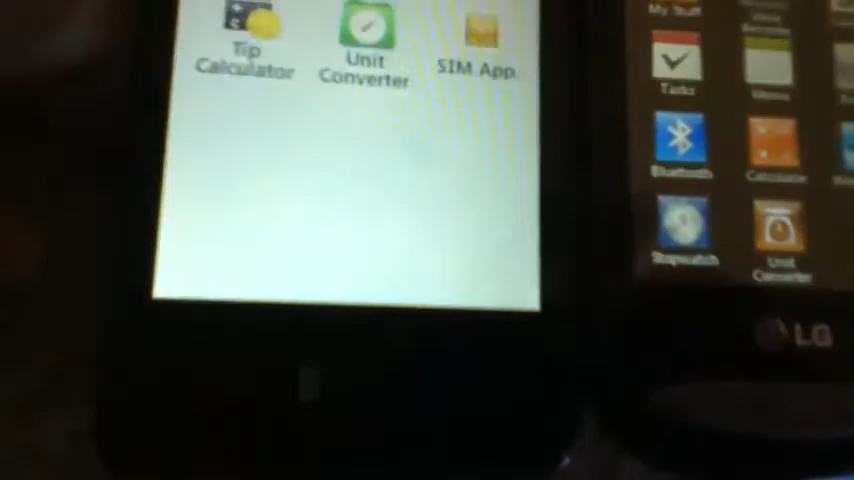 Tip
Calculator
Unit
Converter
SIM App.
My Stuff
Tasks
Bluetooth
Calculator
Stopwatch
Unit
Converter
LG